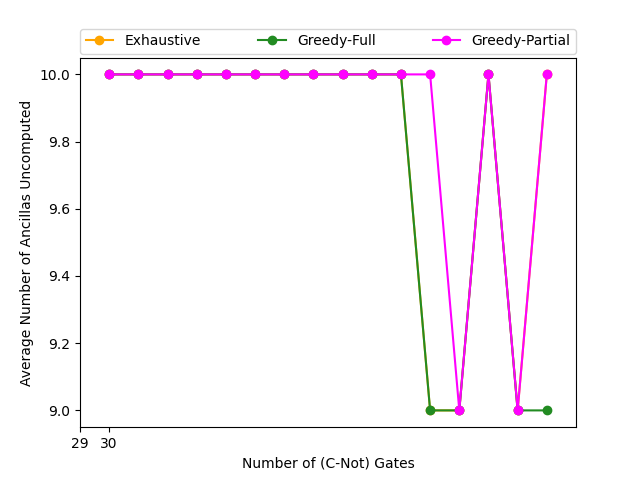 Exhaustive Greedy-Full Greedy-Partial
Average Number of Ancillas Uncomputed
10.0
9.8
9.6
9.4
9.2
9.0
29 30
Number of (C-Not) Gates